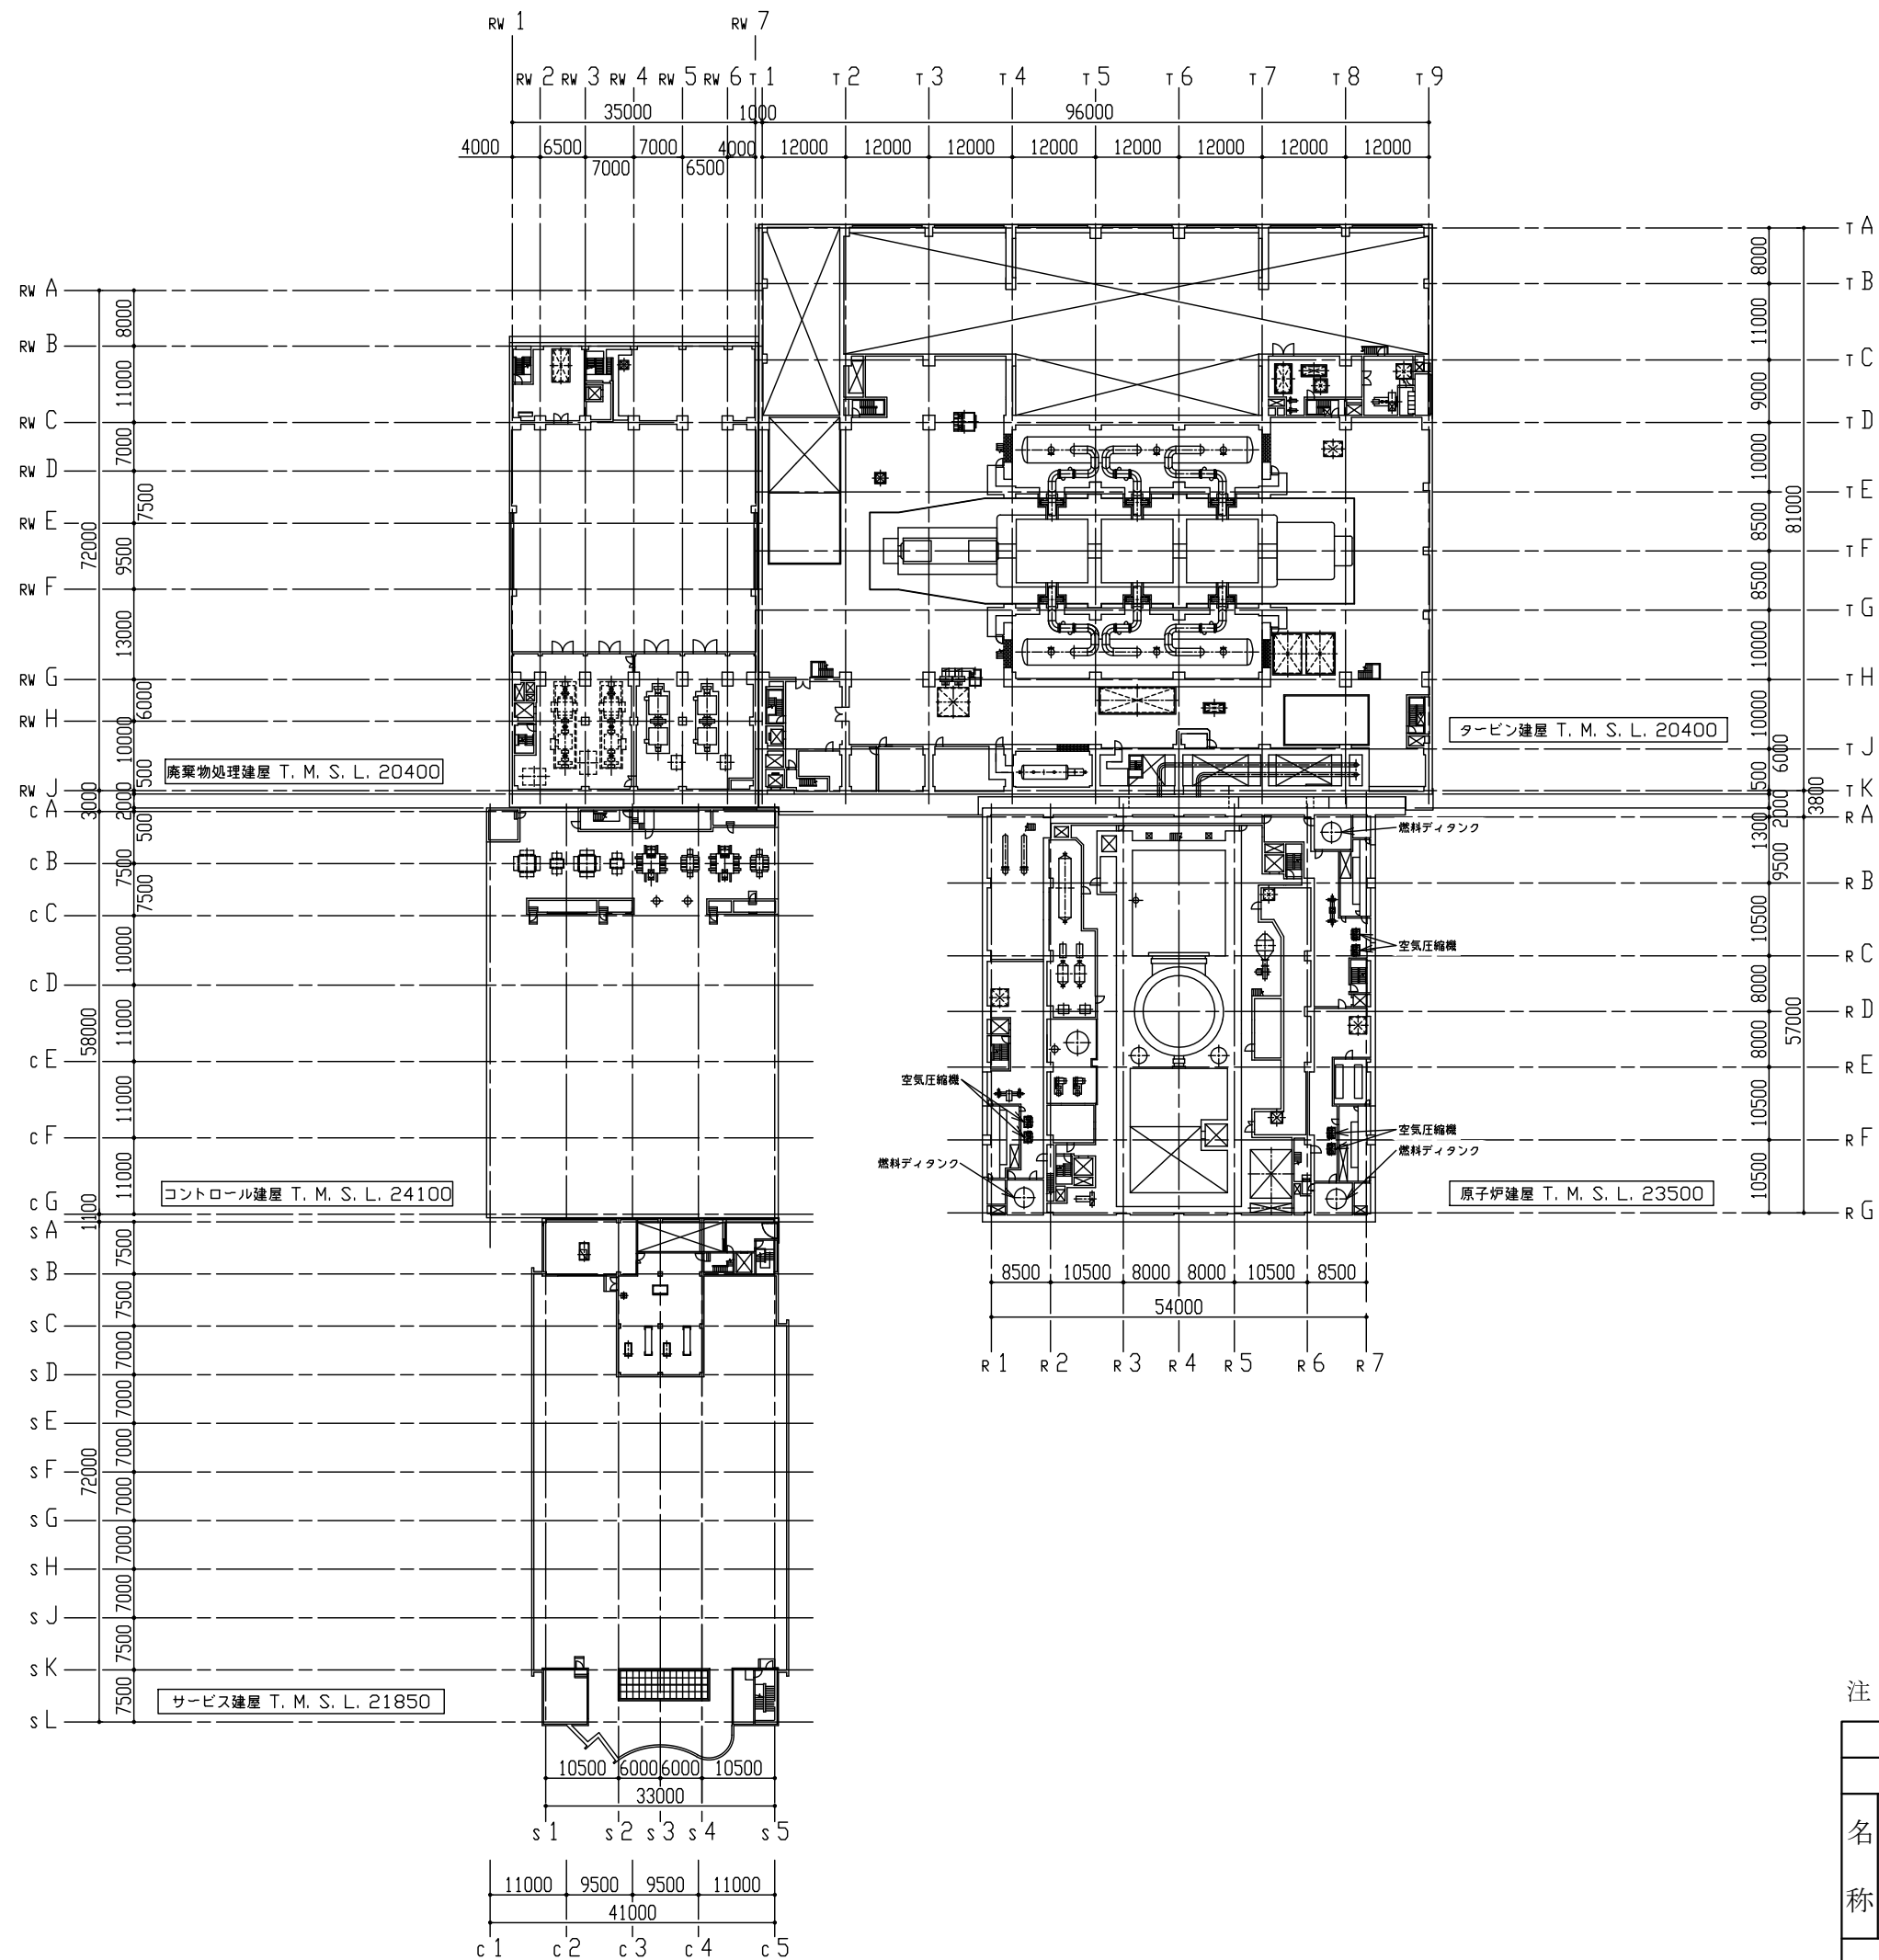 RW 1
RW 7
RW 2 RW 3 RW 4 RW 5 RW 6 T 1 T 2 T 3 T 4 T 5 T 6 T 7 T 8 T 9
35000 1000 96000
4000 6500 7000 4000 12000 12000 12000 12000 12000 12000 12000 12000
7000 6500
RW A
RW B
RW C
RW D
RW E
RW F
RW G
RW H
RW J
8000
11000
7000
7500
9500
13000
6000
10000
500
72000
3000
2000
500
T A
T B
T C
T D
T E
T F
T G
T H
T J
T K
8000
11000
9000
10000
8500
8500
10000
10000
6000
500
81000
2000
3800
1300
廃棄物処理建屋 T. M. S. L. 20400
タービン建屋 T. M. S. L. 20400
c A
c B
c C
c D
c E
c F
c G
7500
7500
10000
11000
11000
11000
58000
1100
コントロール建屋 T. M. S. L. 24100
R A
R B
R C
R D
R E
R F
R G
9500
10500
8000
8000
10500
10500
57000
燃料ディタンク
空気圧縮機
空気圧縮機
空気圧縮機
燃料ディタンク
燃料ディタンク
原子炉建屋 T. M. S. L. 23500
8500 10500 8000 8000 10500 8500
54000
R 1 R 2 R 3 R 4 R 5 R 6 R 7
s A
s B
s C
s D
s E
s F
s G
s H
s J
s K
s L
7500
7500
7000
7000
7000
7000
7000
7000
7500
7500
72000
サービス建屋 T. M. S. L. 21850
10500 6000 6000 10500
33000
s 1 s 2 s 3 s 4 s 5
11000 9500 9500 11000
41000
c 1 c 2 c 3 c 4 c 5
注
名
称